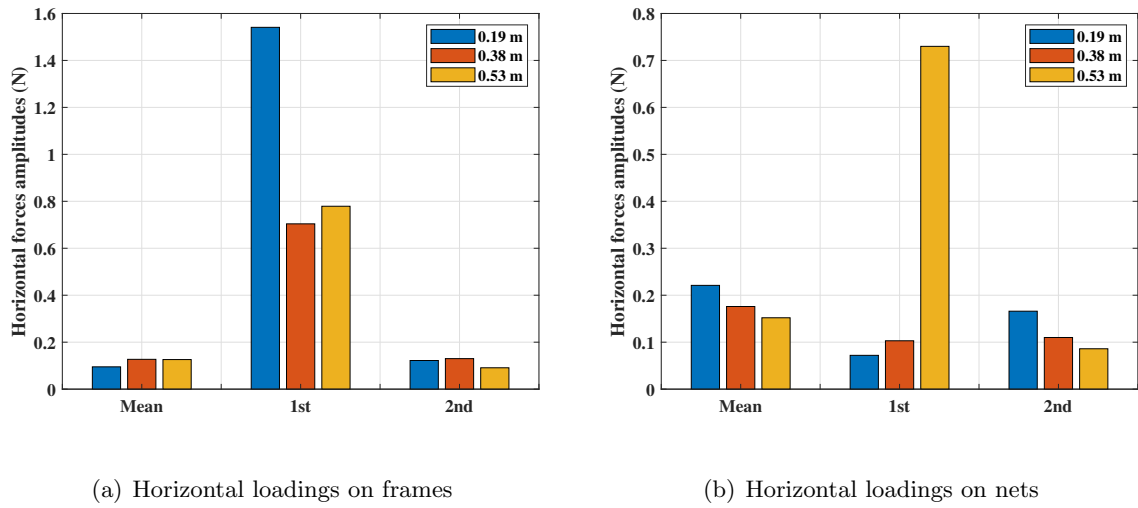 Horizontal forces amplitudes (N)
1.6
1.4
1.2
1
0.8
0.6
0.4
0.2
0
Mean 1st 2nd
0.19 m
0.38 m
0.53 m
(a) Horizontal loadings on frames
Horizontal forces amplitudes (N)
0.8
0.7
0.6
0.5
0.4
0.3
0.2
0.1
0
Mean 1st 2nd
0.19 m
0.38 m
0.53 m
(b) Horizontal loadings on nets